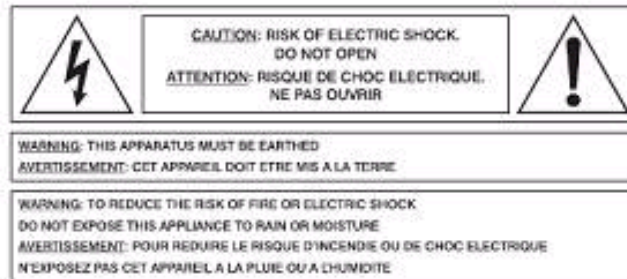 CAUTION: RISK OF ELECTRIC SHOCK.
DO NOT OPEN
ATTENTION: RISQUE DE CHOC ELECTRIQUE.
NE PAS OUVRIR
WARNING: THIS APPARATUS MUST BE EARTHED
AVERTISSEMENT: CET APPAREIL DOIT ETRE MIS A LA TERRE
WARNING: TO REDUCE THE RISK OF FIRE OR ELECTRIC SHOCK
DO NOT EXPOSE THIS APPLIANCE TO RAIN OR MOISTURE
AVERTISSEMENT: POUR REDUIRE LE RISQUE D'INCENDIE OU DE CHOC ELECTRIQUE
N'EXPOSEZ PAS CET APPAREIL A LA PLUIE OU A L'HUMIDITE